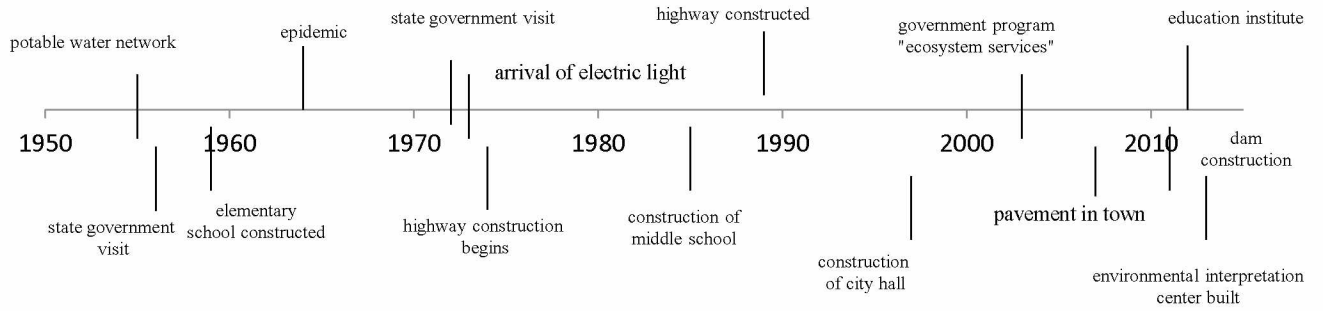 state government visit
highway constructed
education institute
potable water network
epidemic
government program
"ecosystem services"
arrival of electric light
1950
1960
1970
1980
1990
2000
2010
dam
construction
state government
visit
elementary
school constructed
highway construction
begins
construction of
middle school
pavement in town
construction
of city hall
environmental interpretation
center built